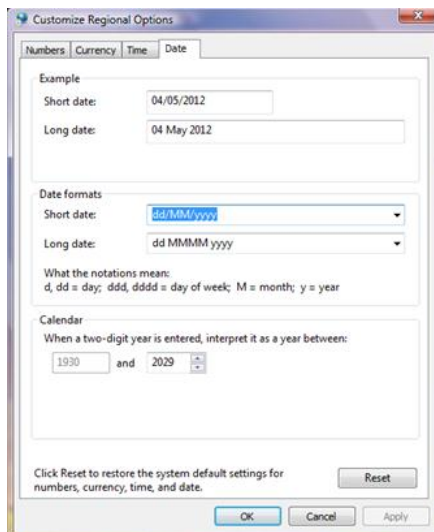 Customize Regional Options
Numbers Currency Time Date
Example
Short date: 04/05/2012
Long date: 04 May 2012
Date formats
Short date: dd/MM/yyyy
Long date: dd MMMM yyyy
What the notations mean:
d, dd = day; ddd, dddd = day of week; M = month; y = year
Calendar
When a two-digit year is entered, interpret it as a year between:
1930 and 2029
Click Reset to restore the system default settings for
numbers, currency, time, and date.
Reset
OK Cancel Apply